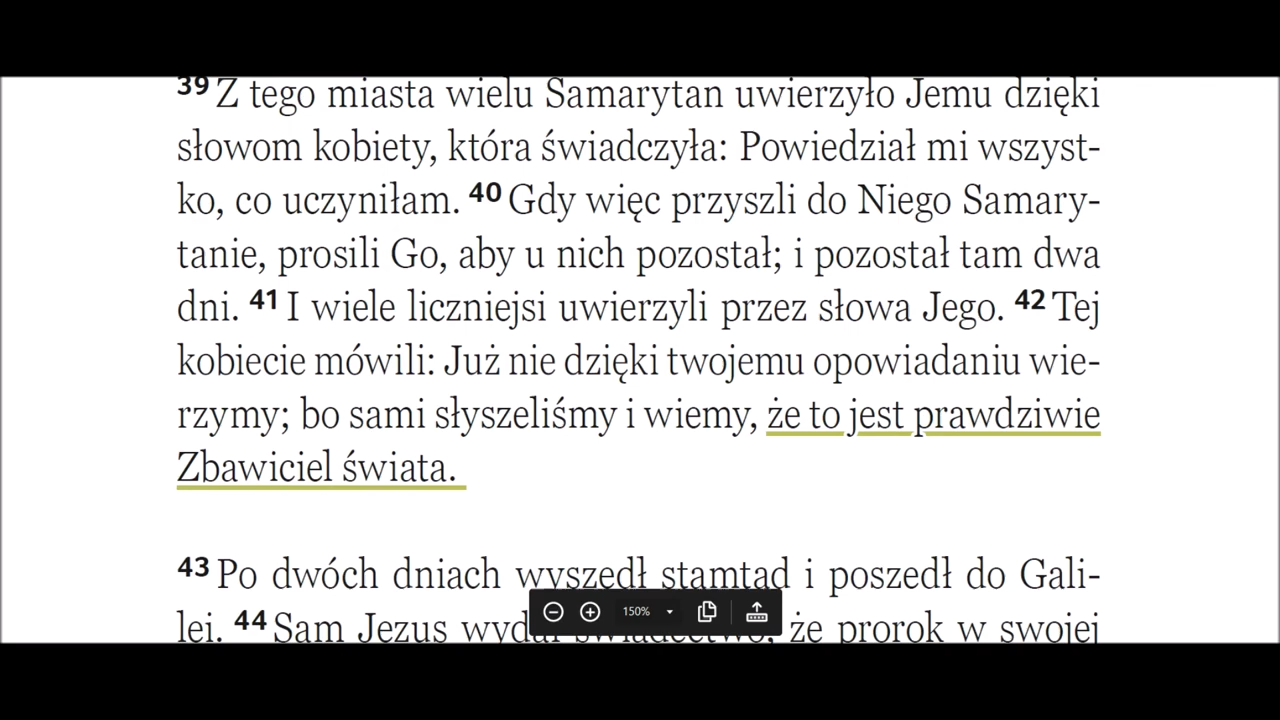 39 Z tego miasta wielu Samarytan uwierzyło Jemu dzięki
słowom kobiety, która świadczyła: Powiedział mi wszyst-
ko, co uczyniłam. 40 Gdy więc przyszli do Niego Samary-
tanie, prosili Go, aby u nich pozostał; i pozostał tam dwa
dni. 41 I wiele liczniejsi uwierzyli przez słowa Jego. 42 Tej
kobiecie mówili: Już nie dzięki twojemu opowiadaniu wie-
rzymy; bo sami słyszeliśmy i wiemy, że to jest prawdziwie
Zbawiciel świata.
43 Po dwóch dniach wyszedł stamtąd i poszedł do Gali-
lei. 44 Sam Jezus wydał świadectwo, że prorok w swojej
150%